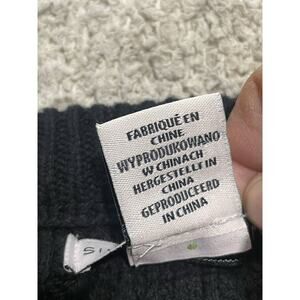 FABRIQUÉ EN
CHINE
WYPRODUKOWANO
W CHINACH
HERGESTELLT IN
CHINA
GEPRODUCEERD
IN CHINA